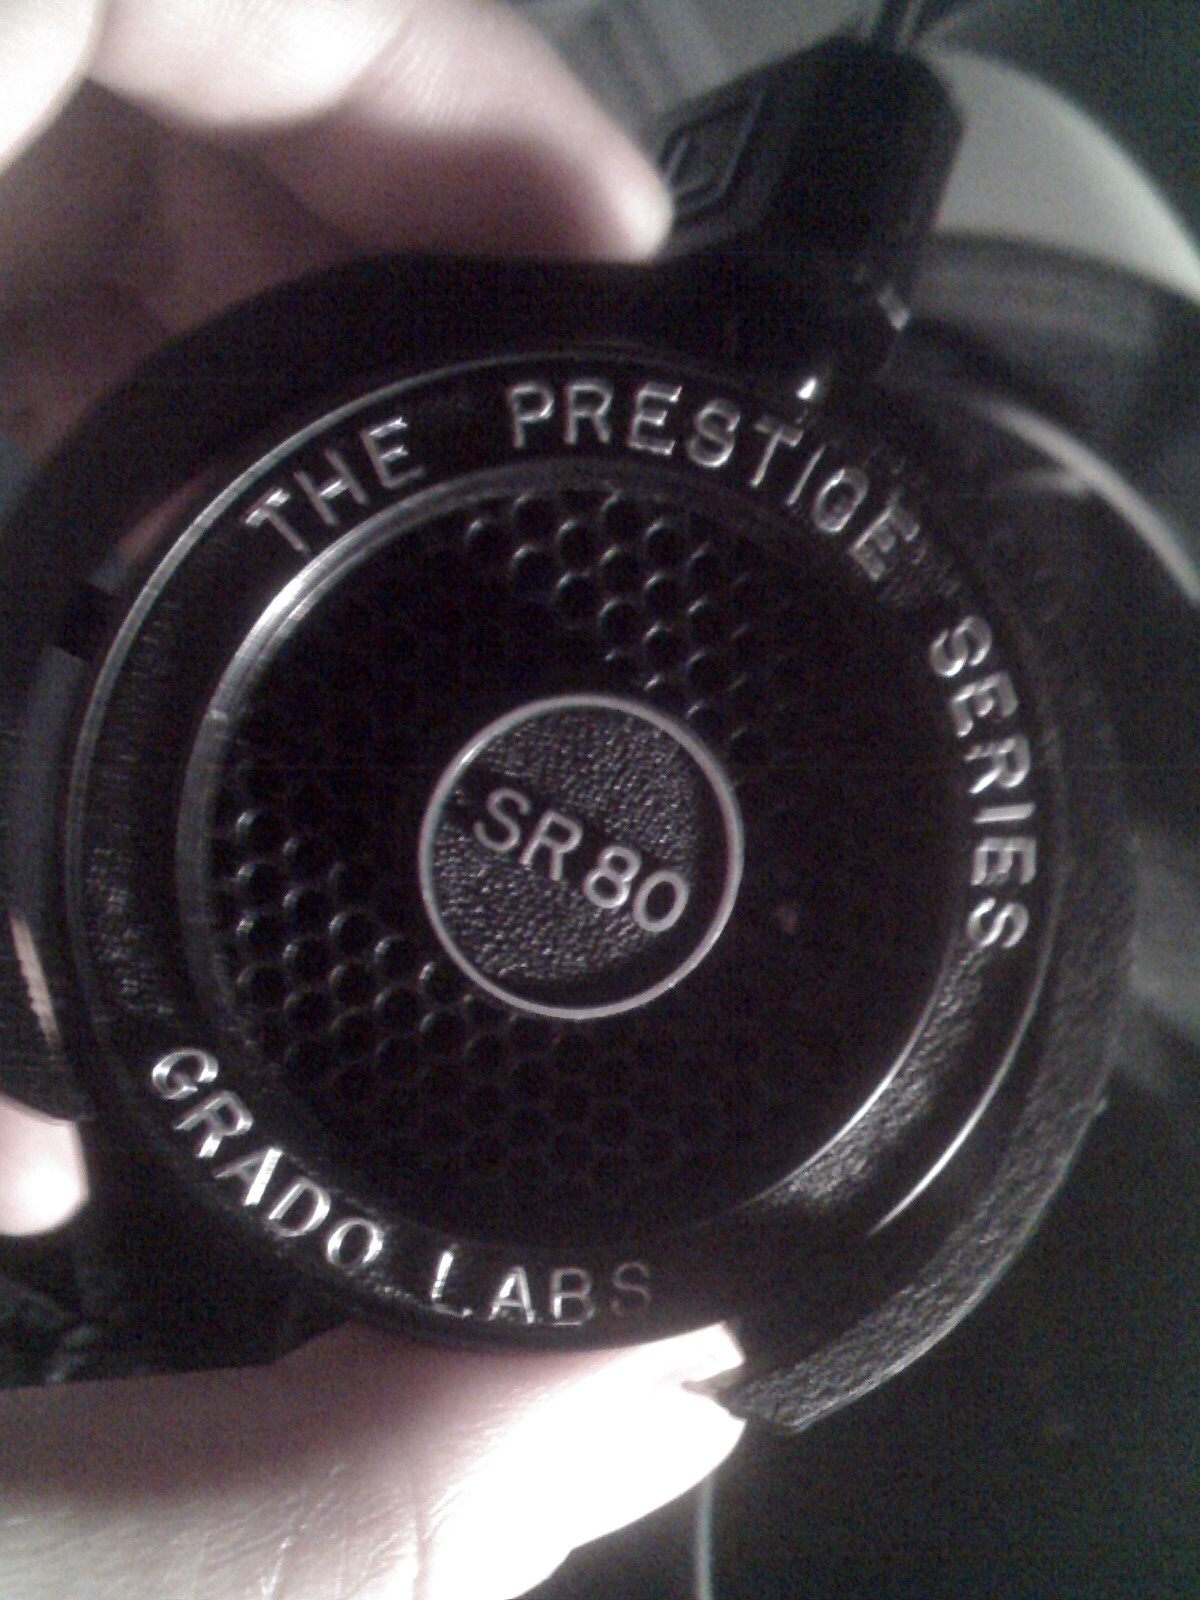 THE PRESTIGE SERIES
SR80
GRADO LABS